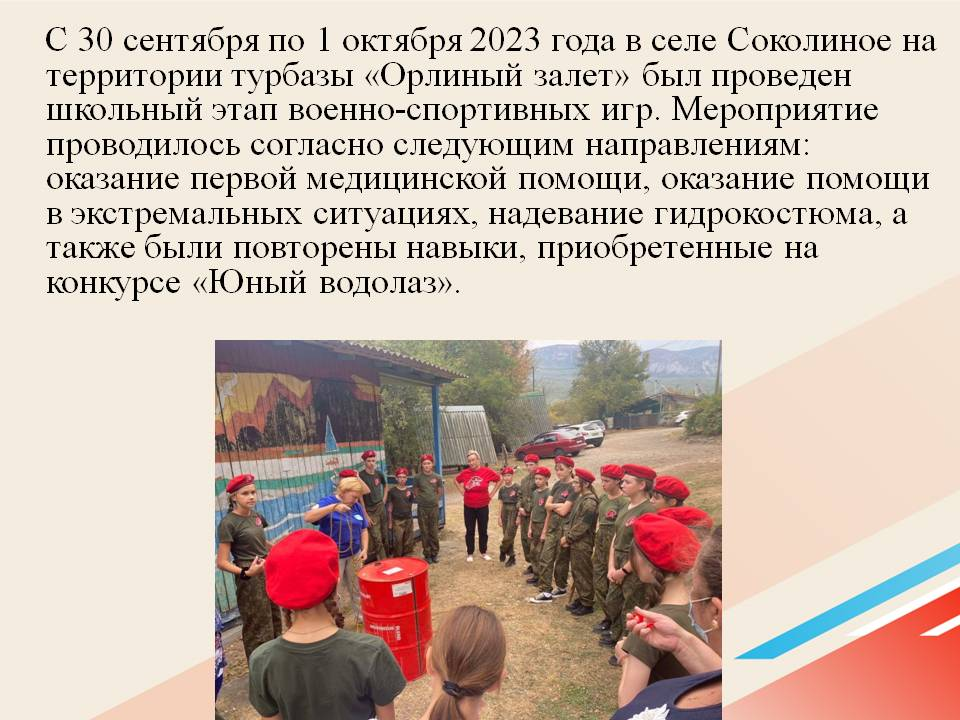 С 30 сентября по 1 октября 2023 года в селе Соколиное на
территории турбазы «Орлиный залет» был проведен
школьный этап военно-спортивных игр. Мероприятие
проводилось согласно следующим направлениям:
оказание первой медицинской помощи, оказание помощи
в экстремальных ситуациях, надевание гидрокостюма, а
также были повторены навыки, приобретенные на
конкурсе «Юный водолаз».